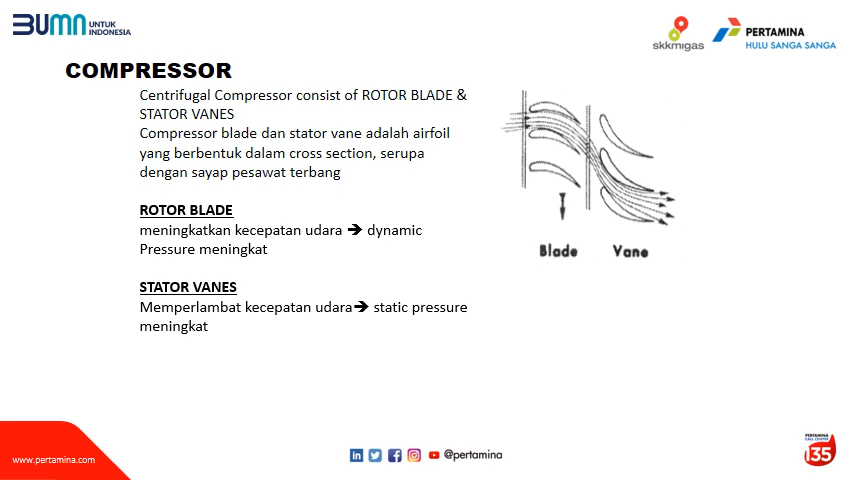 BUMN UNTUK INDONESIA
skkmigas
PERTAMINA
HULU SANGA SANGA
COMPRESSOR
Centrifugal Compressor consist of ROTOR BLADE &
STATOR VANES
Compressor blade dan stator vane adalah airfoil
yang berbentuk dalam cross section, serupa
dengan sayap pesawat terbang
ROTOR BLADE
meningkatkan kecepatan udara ➔ dynamic
Pressure meningkat
STATOR VANES
Memperlambat kecepatan udara➔ static pressure
meningkat
Blade Vane
www.pertamina.com
@pertamina
PERTAMINA
CALL CENTER
135